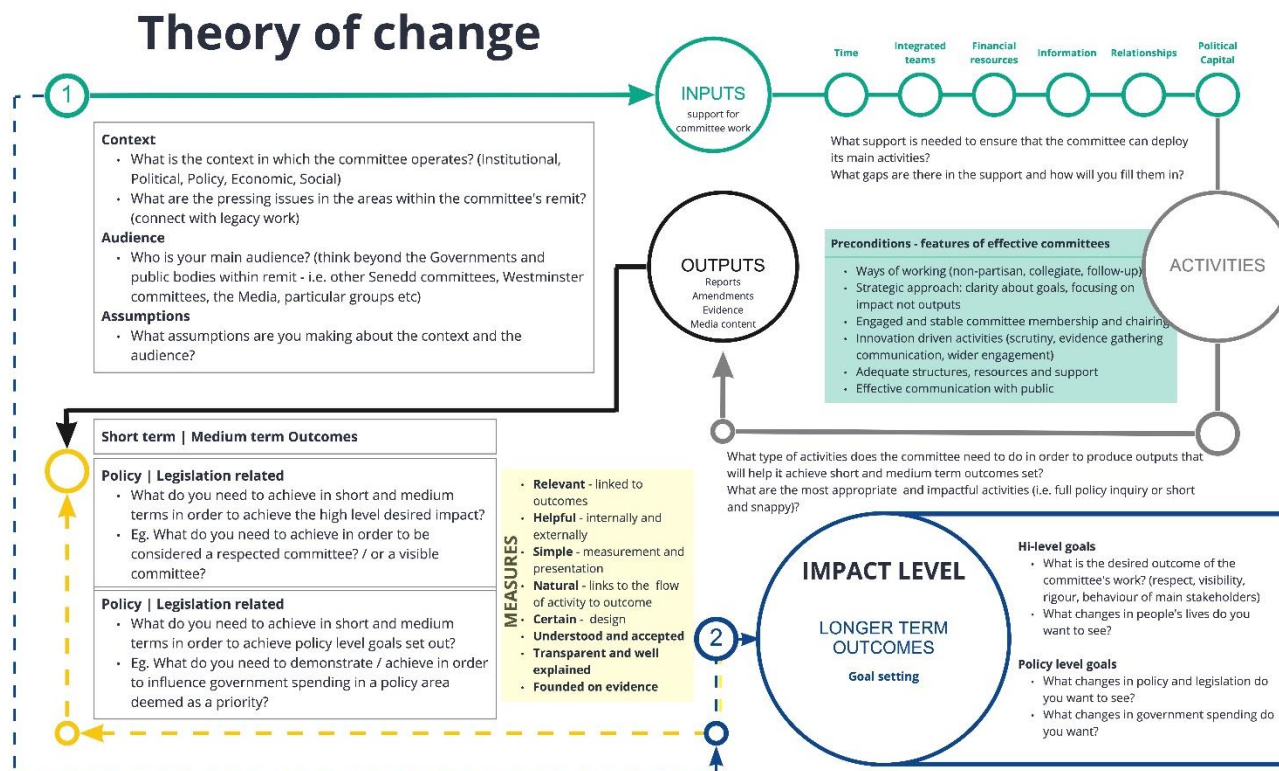 Theory of change
1
INPUTS
support for
committee work
Time
Integrated
teams
Financial
resources
Information
Relationships
Political
Capital
What support is needed to ensure that the committee can deploy
its main activities?
What gaps are there in the support and how will you fill them in?
Context
• What is the context in which the committee operates? (Institutional,
Political, Policy, Economic, Social)
• What are the pressing issues in the areas within the committee's remit?
(connect with legacy work)
Audience
• Who is your main audience? (think beyond the Governments and
public bodies within remit - i.e. other Senedd committees, Westminster
committees, the Media, particular groups etc)
Assumptions
• What assumptions are you making about the context and the
audience?
OUTPUTS
Reports
Amendments
Evidence
Media content
Preconditions - features of effective committees
• Ways of working (non-partisan, collegiate, follow-up)
• Strategic approach: clarity about goals, focusing on
impact not outputs
• Engaged and stable committee membership and chairing
• Innovation driven activities (scrutiny, evidence gathering
communication, wider engagement)
• Adequate structures, resources and support
• Effective communication with public
ACTIVITIES
What type of activities does the committee need to do in order to produce outputs that
will help it achieve short and medium term outcomes set?
What are the most appropriate and impactful activities (i.e. full policy inquiry or short
and snappy)?
Short term | Medium term Outcomes
Policy | Legislation related
• What do you need to achieve in short and medium
terms in order to achieve the high level desired impact?
• Eg. What do you need to achieve in order to be
considered a respected committee? / or a visible
committee?
Policy | Legislation related
• What do you need to achieve in short and medium
terms in order to achieve policy level goals set out?
• Eg. What do you need to demonstrate / achieve in order
to influence government spending in a policy area
deemed as a priority?
MEASURES
• Relevant - linked to
outcomes
• Helpful - internally and
externally
• Simple - measurement and
presentation
• Natural - links to the flow
of activity to outcome
• Certain - design
• Understood and accepted
• Transparent and well
explained
• Founded on evidence
2
IMPACT LEVEL
LONGER TERM
OUTCOMES
Goal setting
Hi-level goals
• What is the desired outcome of the
committee's work? (respect, visibility,
rigour, behaviour of main stakeholders)
• What changes in people's lives do you
want to see?
Policy level goals
• What changes in policy and legislation do
you want to see?
• What changes in government spending do
you want?